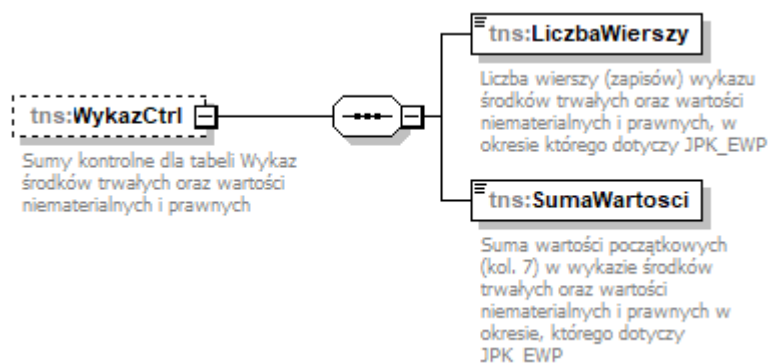 tns:WykazCtrl
Sumy kontrolne dla tabeli Wykaz
środków trwałych oraz wartości
niematerialnych i prawnych
tns:LiczbaWierszy
Liczba wierszy (zapisów) wykazu
środków trwałych oraz wartości
niematerialnych i prawnych, w
okresie którego dotyczy JPK_EWP
tns:SumaWartosci
Suma wartości początkowych
(kol. 7) w wykazie środków
trwałych oraz wartości
niematerialnych i prawnych w
okresie, którego dotyczy
JPK_EWP